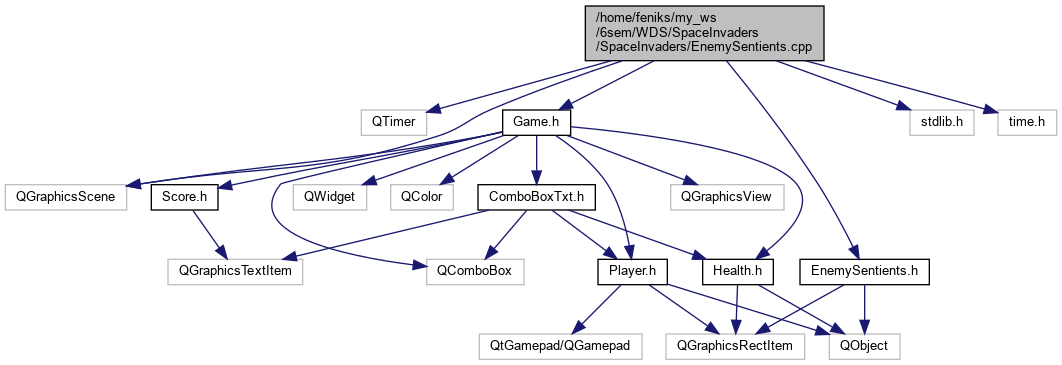 /home/feniks/my_ws
/6sem/WDS/SpaceInvaders
/SpaceInvaders/EnemySentients.cpp
QTimer
Game.h
stdlib.h
time.h
QGraphicsScene
Score.h
QWidget
QColor
ComboBoxTxt.h
QGraphicsView
QGraphicsTextItem
QComboBox
Player.h
Health.h
EnemySentients.h
QtGamepad/QGamepad
QGraphicsRectItem
QObject